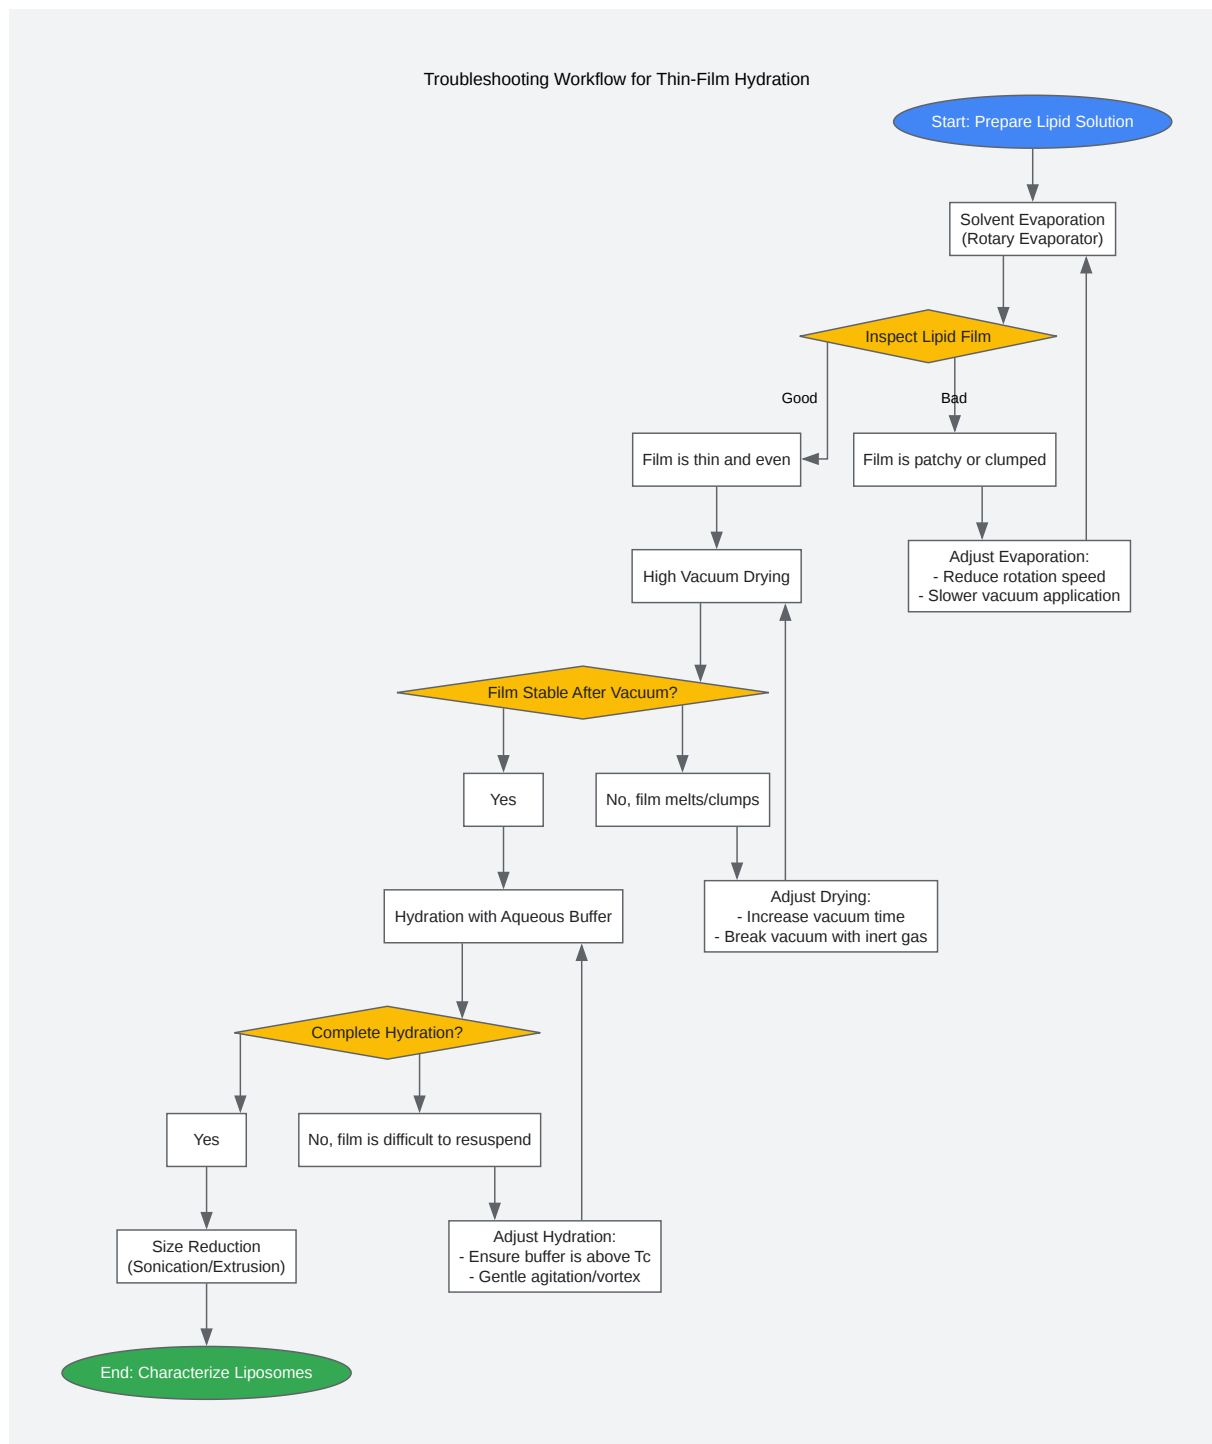 Troubleshooting Workflow for Thin-Film Hydration
Start: Prepare Lipid Solution
Solvent Evaporation
(Rotary Evaporator)
Inspect Lipid Film
Good
Bad
Film is thin and even
Film is patchy or clumped
High Vacuum Drying
Adjust Evaporation:
- Reduce rotation speed
- Slower vacuum application
Film Stable After Vacuum?
Yes
No, film melts/clumps
Hydration with Aqueous Buffer
Adjust Drying:
- Increase vacuum time
- Break vacuum with inert gas
Complete Hydration?
Yes
No, film is difficult to resuspend
Size Reduction
(Sonication/Extrusion)
Adjust Hydration:
- Ensure buffer is above Tc
- Gentle agitation/vortex
End: Characterize Liposomes